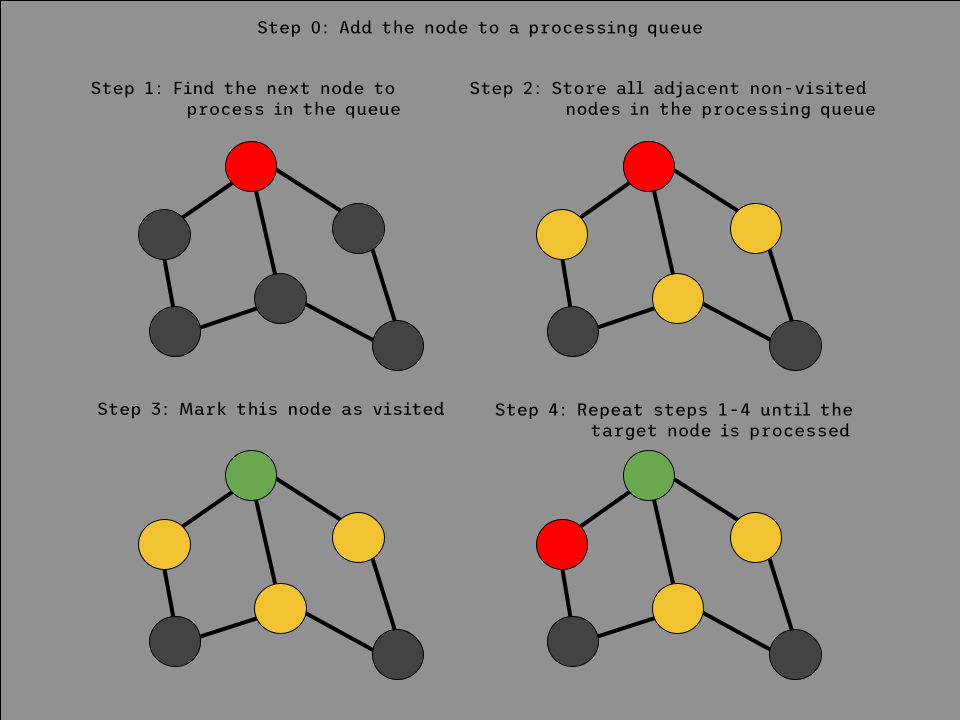 Step 0: Add the node to a processing queue
Step 1: Find the next node to
process in the queue
Step 2: Store all adjacent non-visited
nodes in the processing queue
Step 3: Mark this node as visited
Step 4: Repeat steps 1-4 until the
target node is processed